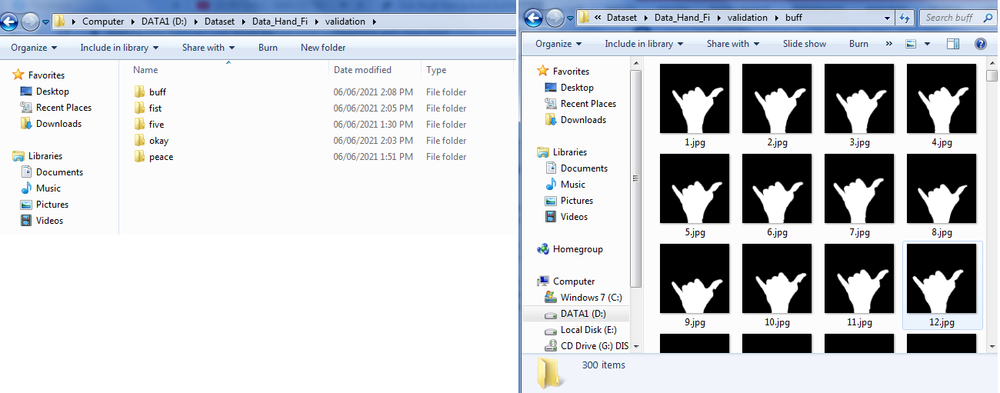 Computer ▸ DATA1 (D:) ▸ Dataset ▸ Data_Hand_Fi ▸ validation ▸
Organize Include in library Share with Burn New folder
Favorites
Desktop
Recent Places
Downloads
Libraries
Documents
Music
Pictures
Videos
Name Date modified Type
buff 06/06/2021 2:08 PM File folder
fist 06/06/2021 2:05 PM File folder
five 06/06/2021 1:30 PM File folder
okay 06/06/2021 2:03 PM File folder
peace 06/06/2021 1:51 PM File folder
« Dataset ▸ Data_Hand_Fi ▸ validation ▸ buff
Search buff
Organize Include in library Share with Slide show Burn »
Favorites
Desktop
Recent Places
Downloads
Libraries
Documents
Music
Pictures
Videos
Homegroup
Computer
Windows 7 (C:)
DATA1 (D:)
Local Disk (E:)
CD Drive (G:) DIS
1.jpg 2.jpg 3.jpg 4.jpg
5.jpg 6.jpg 7.jpg 8.jpg
9.jpg 10.jpg 11.jpg 12.jpg
300 items